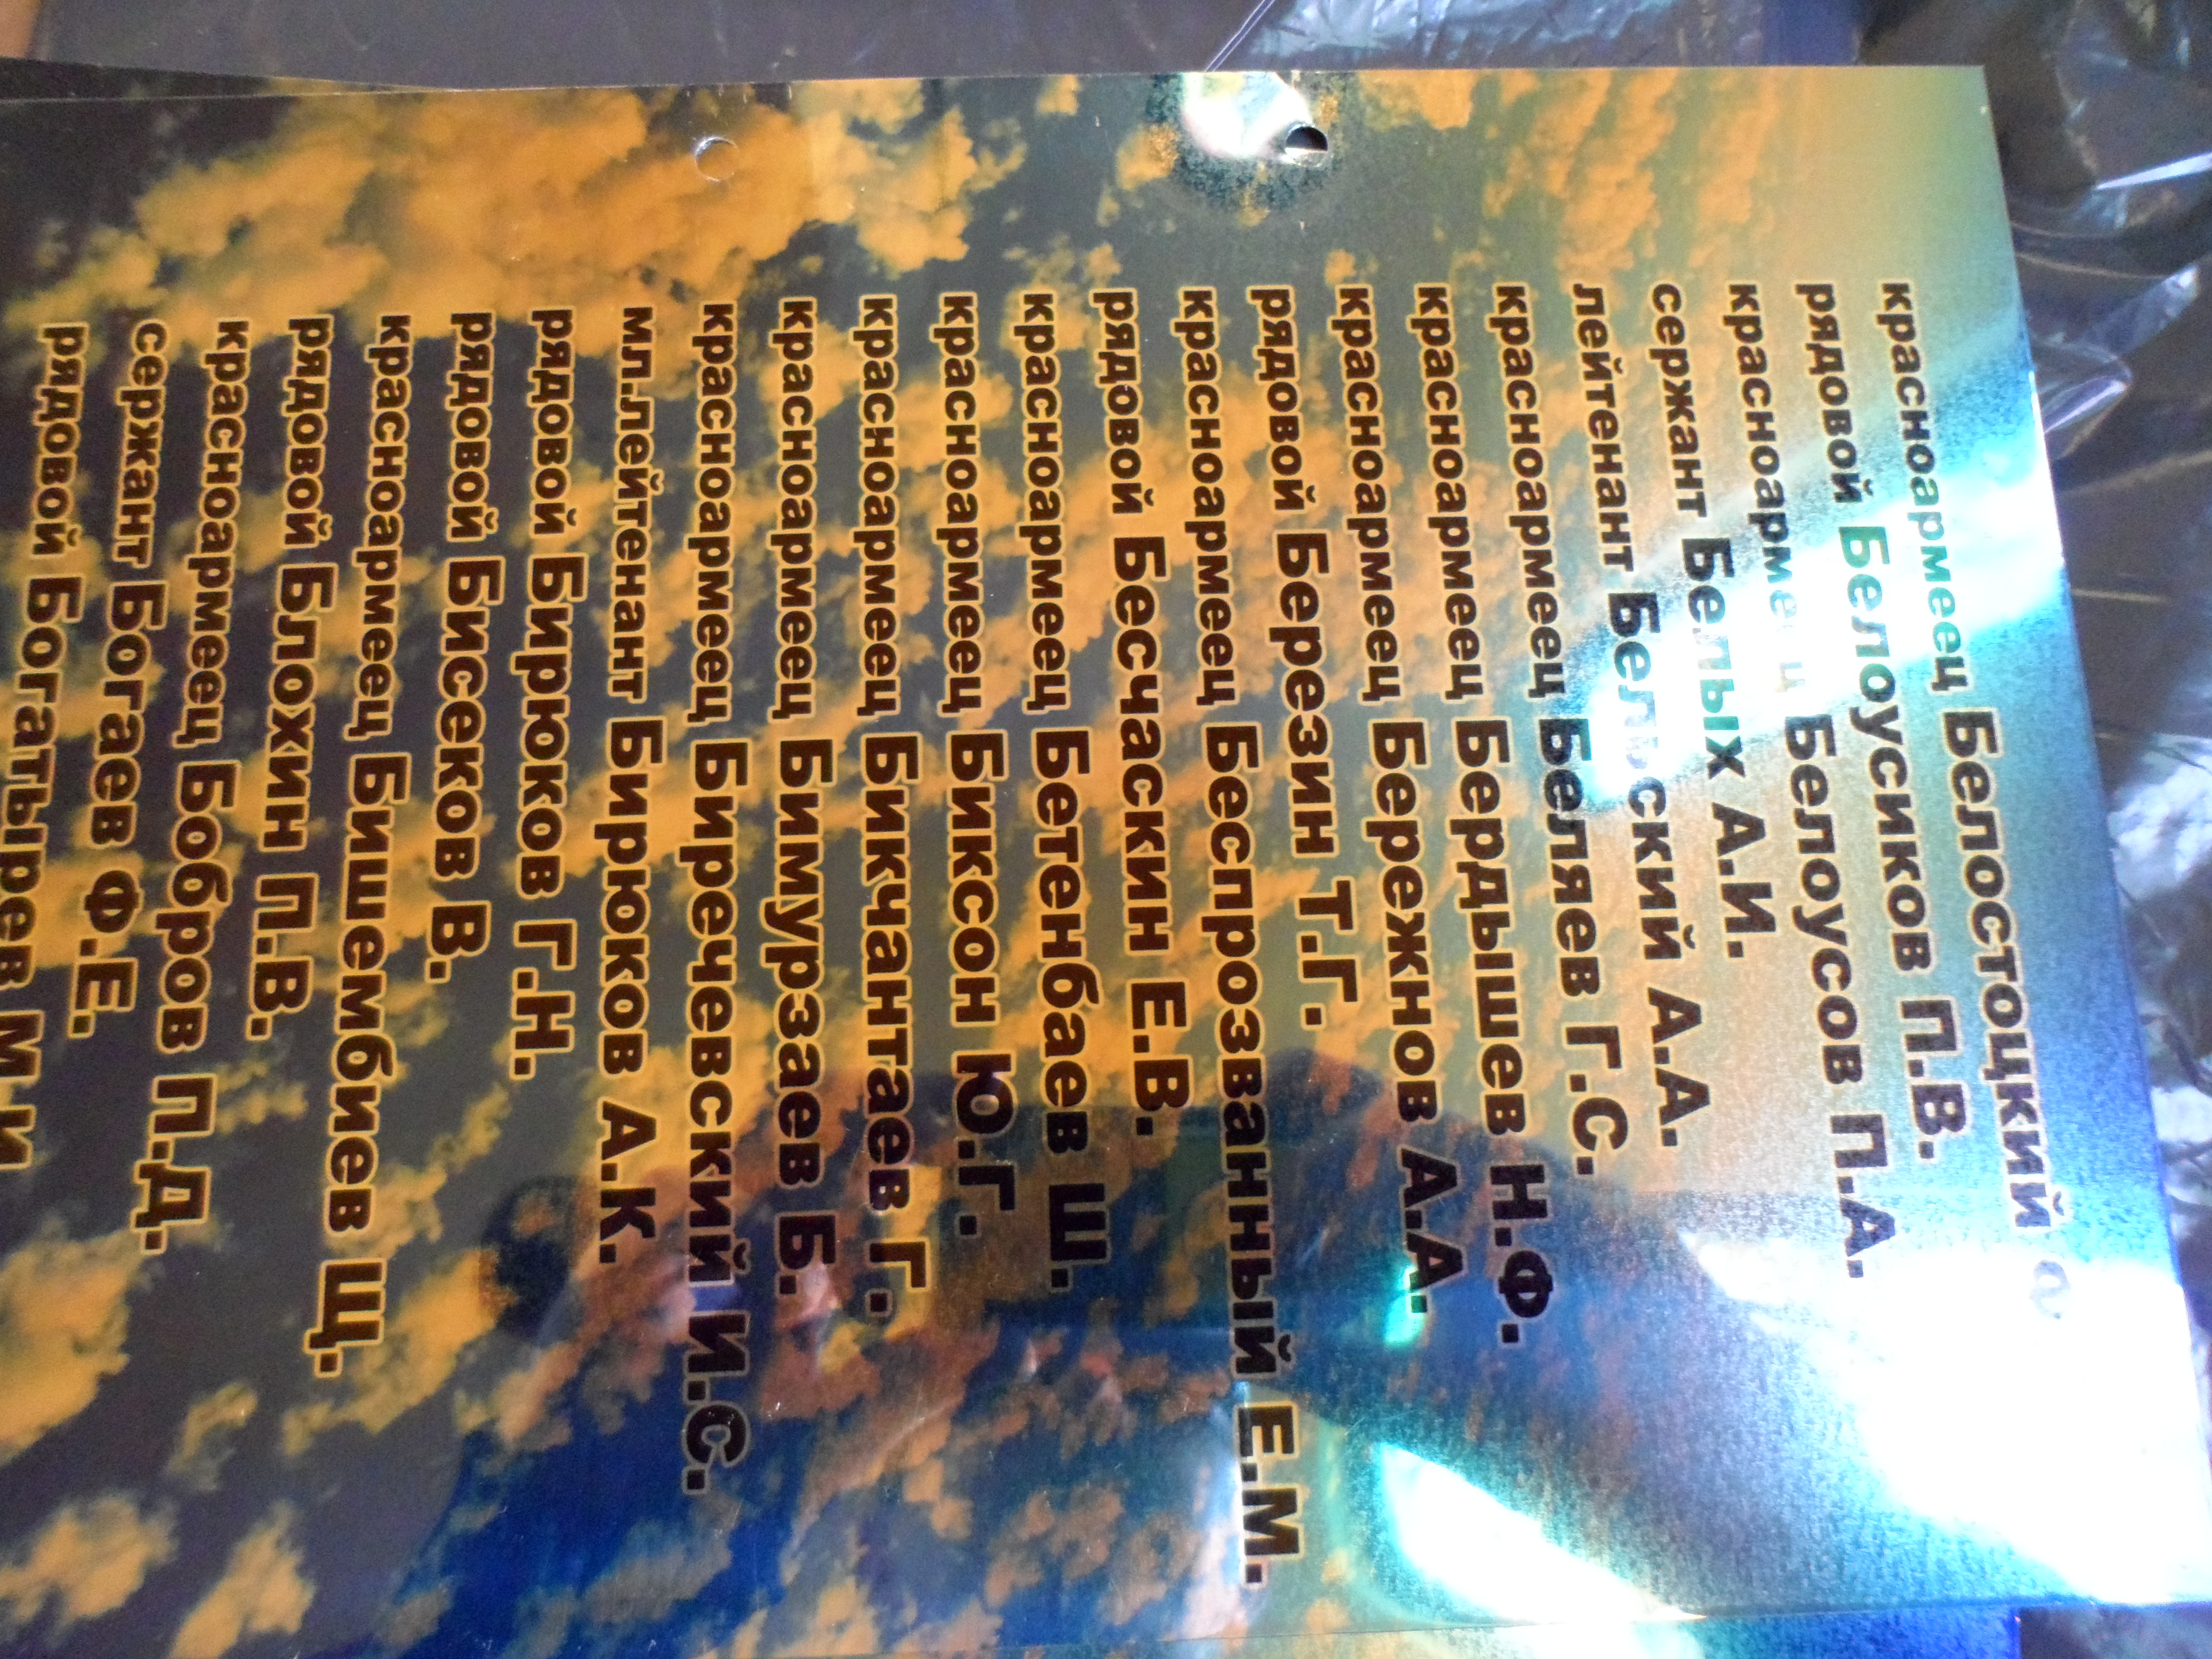 красноармеец Белостоцкий
рядовой Белоусиков П.В.
красноармеец Белоусов П.А.
сержант Белых А.И.
лейтенант Бельский А.А.
красноармеец Беляев Г.С.
красноармеец Бердышев Н.Ф.
красноармеец Бережнов А.А.
рядовой Березин Т.Г.
красноармеец Беспрозванный Е.М.
рядовой Бесчаскин Е.В.
красноармеец Бетенбаев Ш.
красноармеец Биксон Ю.Г.
красноармеец Бикчантаев Г.
красноармеец Бимурзаев Б.
красноармеец Биречевский И.С.
мл.лейтенант Бирюков А.К.
рядовой Бирюков Г.Н.
рядовой Бисеков В.
красноармеец Бишембиев Щ.
рядовой Блохин П.В.
красноармеец Бобров П.Д.
сержант Богаев Ф.Е.
рядовой Богатырев М.И